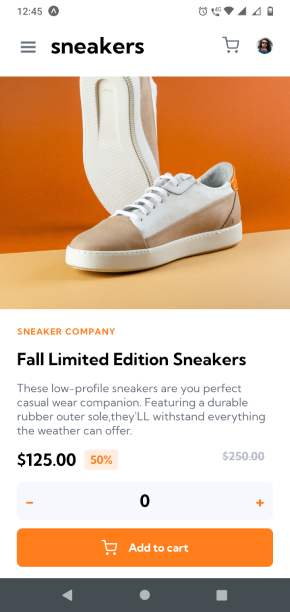 12:45
sneakers
SNEAKER COMPANY
Fall Limited Edition Sneakers
These low-profile sneakers are you perfect
casual wear companion. Featuring a durable
rubber outer sole,they'LL withstand everything
the weather can offer.
$125.00 50% $250.00
- 0 +
Add to cart